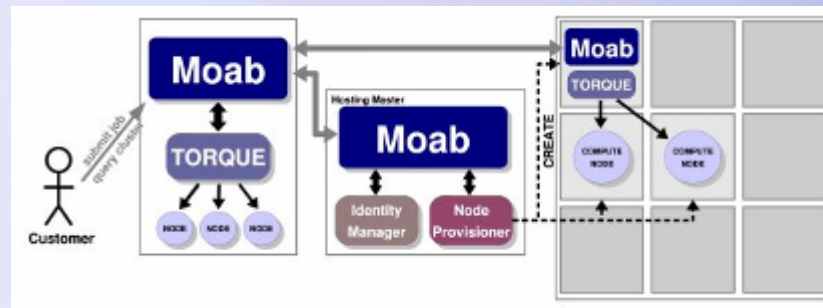 submit job
query cluster
Customer
Moab
TORQUE
NODE
NODE
NODE
Hosting Master
Moab
Identity
Manager
Node
Provisioner
CREATE
Moab
TORQUE
COMPUTE
NODE
COMPUTE
NODE